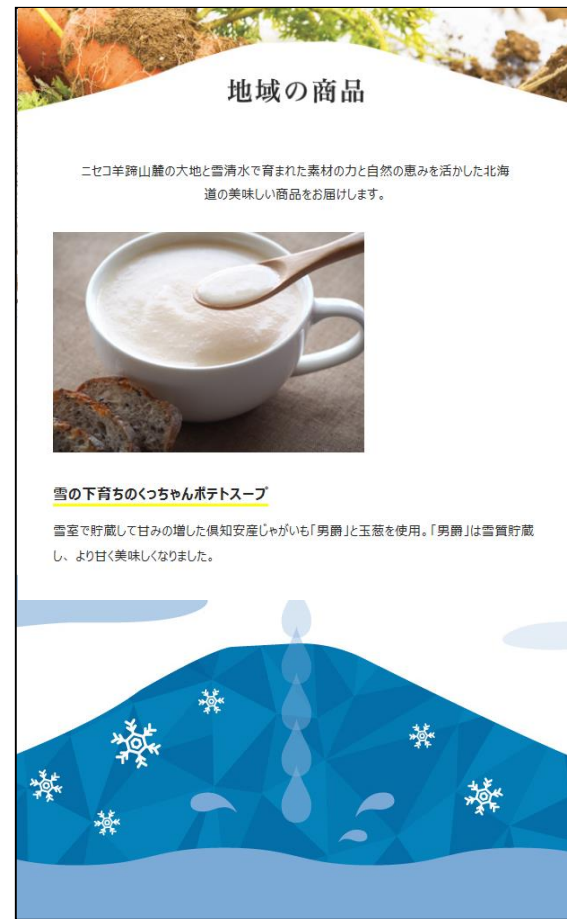 地域の商品
ニセコ羊蹄山麓の大地と雪清水で育まれた素材の力と自然の恵みを活かした北海
道の美味しい商品をお届けします。
雪の下育ちのくっちゃんポテトスープ
雪室で貯蔵して甘みの増した倶知安産じゃがいも「男爵」と玉葱を使用。「男爵」は雪質貯蔵
し、より甘く美味しくなりました。